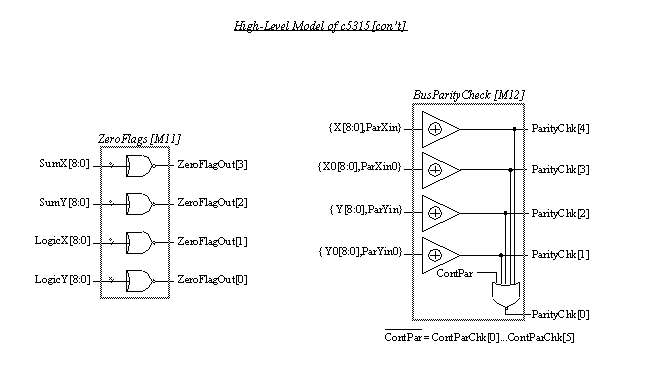 High-Level Model of c5315[con't]
BusParityCheck [M12]
{X[8:0],ParXin}
ParityChk[4]
ZeroFlags [M11]
SumX[8:0]
ZeroFlagOut[3]
{X0[8:0],ParXin0}
ParityChk[3]
SumY[8:0]
ZeroFlagOut[2]
{Y[8:0],ParYin}
ParityChk[2]
LogicX[8:0]
ZeroFlagOut[1]
{Y0[8:0],ParYin0}
ParityChk[1]
LogicY[8:0]
ZeroFlagOut[0]
ContPar
ParityChk[0]
ContPar = ContParChk[0]...ContParChk[5]